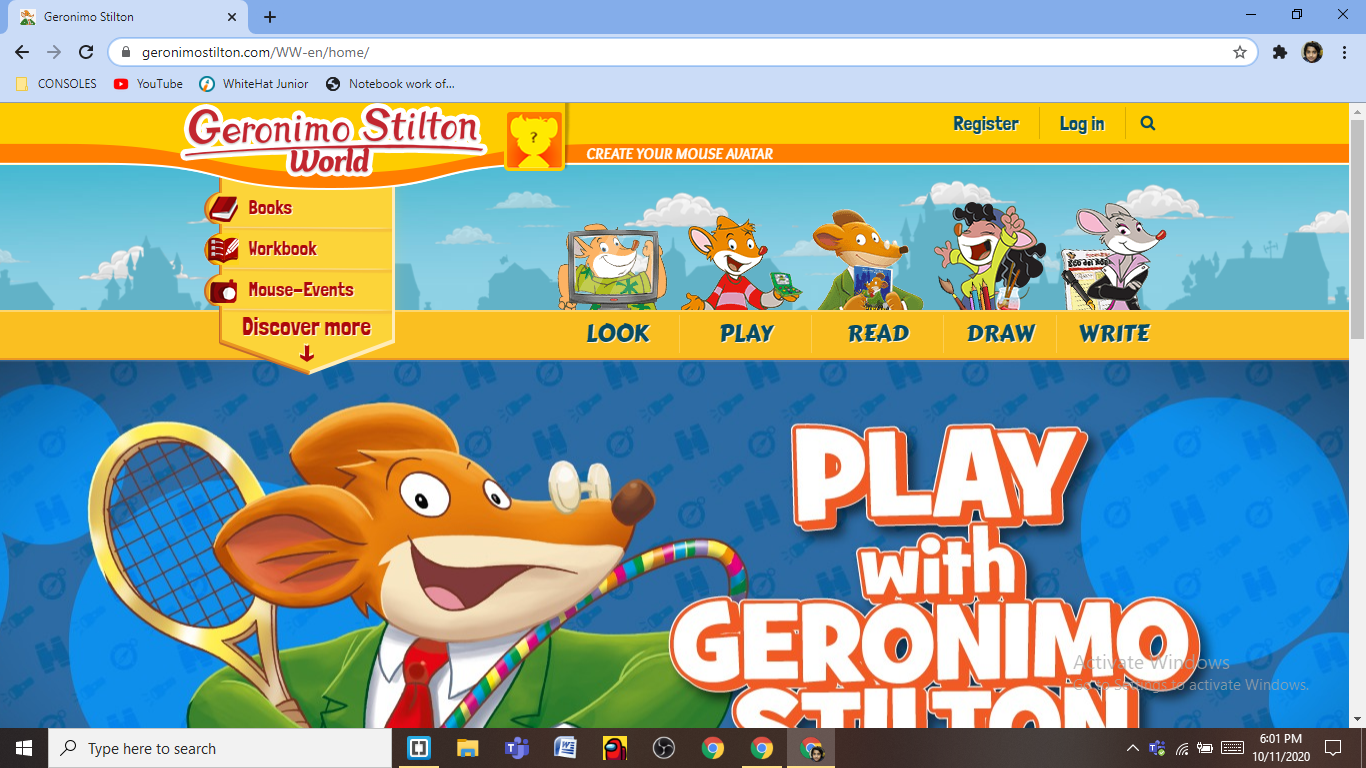 Geronimo Stilton
geronimostilton.com/WW-en/home/
CONSOLES YouTube WhiteHat Junior Notebook work of...
Geronimo Stilton
World
?
Register Log in
CREATE YOUR MOUSE AVATAR
Books
Workbook
Mouse-Events
Discover more
LOOK PLAY READ DRAW WRITE
PLAY
with
GERONIMO
STILTON
Activate Windows
Go to Settings to activate Windows.
Type here to search
6:01 PM
10/11/2020